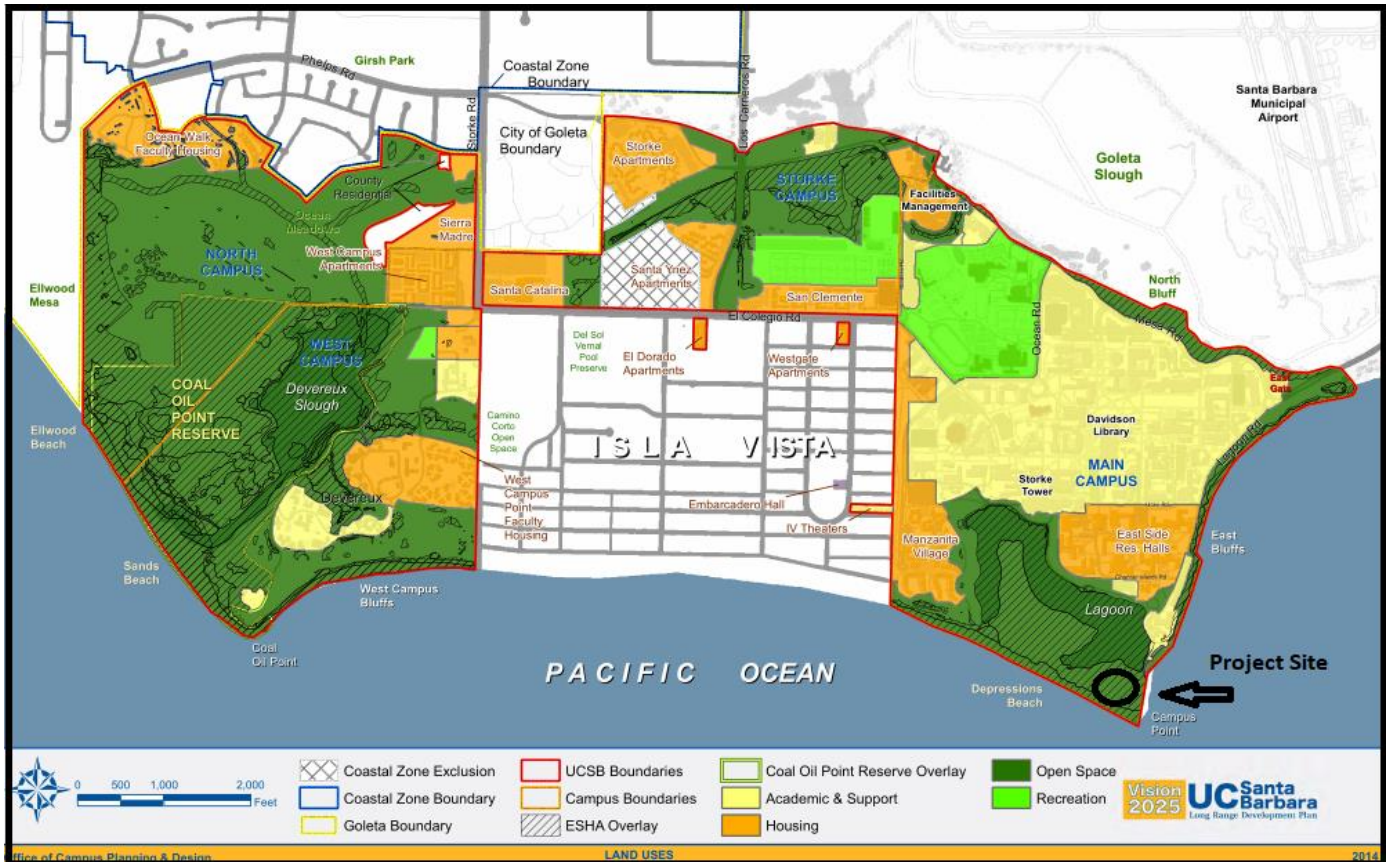 Phelps Rd
Girsh Park
Coastal Zone
Boundary
Storke Rd
Los Carneros Rd
Santa Barbara
Municipal
Airport
City of Goleta
Boundary
Ocean Walk
Faculty Housing
Storke
Apartments
Goleta
Slough
STORKE
CAMPUS
County
Residential
Facilities
Management
Ocean
Meadows
Sierra
Madre
NORTH
CAMPUS
West Campus
Apartments
Ellwood
Mesa
Santa Catalina
Santa Ynez
Apartments
San Clemente
El Colegio Rd
Ocean Rd
North
Bluff
Mesa Rd
WEST
CAMPUS
Del Sol
Vernal
Pool
Preserve
El Dorado
Apartments
Westgate
Apartments
East
Gate
COAL
OIL
POINT
RESERVE
Devereux
Slough
Ellwood
Beach
Camino
Corto
Open
Space
ISLA VISTA
Davidson
Library
Lagoon Rd
MAIN
CAMPUS
Storke
Tower
Devereux
West
Campus
Point
Faculty
Housing
Embarcadero Hall
IV Theaters
Manzanita
Village
East Side
Res. Halls
East
Bluffs
Sands
Beach
West Campus
Bluffs
Lagoon
Coal
Oil Point
PACIFIC OCEAN
Project Site
Depressions
Beach
Campus
Point
0 500 1,000 2,000
Feet
Coastal Zone Exclusion
Coastal Zone Boundary
Goleta Boundary
UCSB Boundaries
Campus Boundaries
ESHA Overlay
Coal Oil Point Reserve Overlay
Academic & Support
Housing
Open Space
Recreation
Vision
2025
UC Santa
Barbara
Long Range Development Plan
ffice of Campus Planning & Design
LAND USES
2014